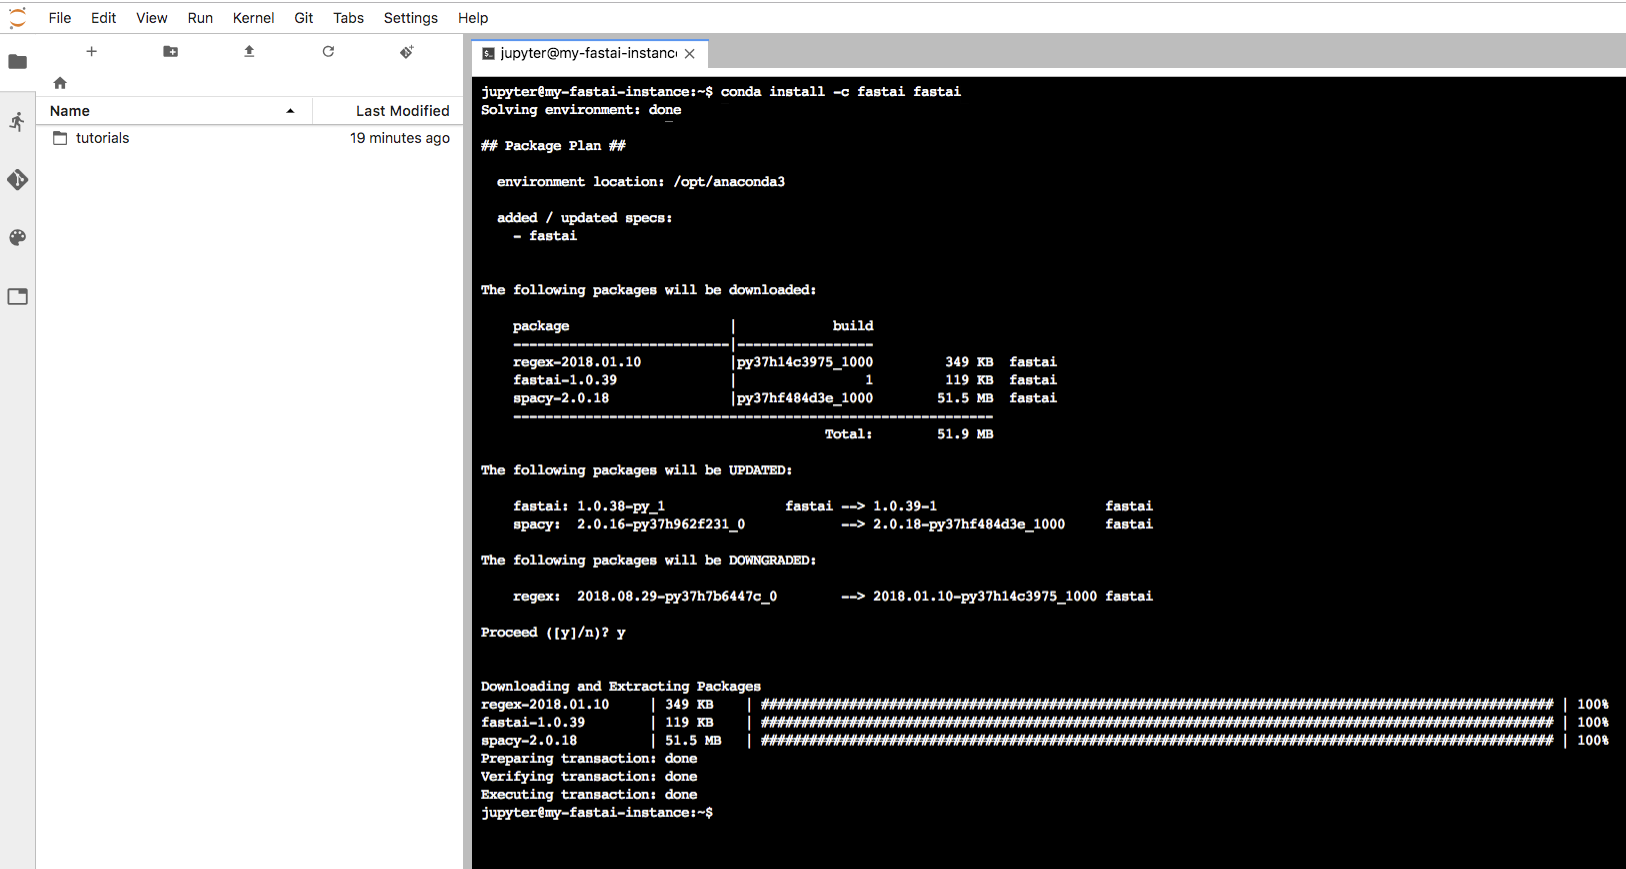 File Edit View Run Kernel Git Tabs Settings Help
jupyter@my-fastai-instanc
Name Last Modified
tutorials 19 minutes ago
jupyter@my-fastai-instance:~$ conda install -c fastai fastai
Solving environment: done
## Package Plan ##
environment location: /opt/anaconda3
added / updated specs:
- fastai
The following packages will be downloaded:
package | build
---------------------------|-----------------
regex-2018.01.10 |py37h14c3975_1000 349 KB fastai
fastai-1.0.39 | 1 119 KB fastai
spacy-2.0.18 |py37hf484d3e_1000 51.5 MB fastai
------------------------------------------------------------
Total: 51.9 MB
The following packages will be UPDATED:
fastai: 1.0.38-py_1 fastai --> 1.0.39-1 fastai
spacy: 2.0.16-py37h962f231_0 --> 2.0.18-py37hf484d3e_1000 fastai
The following packages will be DOWNGRADED:
regex: 2018.08.29-py37h7b6447c_0 --> 2018.01.10-py37h14c3975_1000 fastai
Proceed ([y]/n)? y
Downloading and Extracting Packages
regex-2018.01.10 | 349 KB | ################################################################################################### | 100%
fastai-1.0.39 | 119 KB | ################################################################################################### | 100%
spacy-2.0.18 | 51.5 MB | ################################################################################################### | 100%
Preparing transaction: done
Verifying transaction: done
Executing transaction: done
jupyter@my-fastai-instance:~$